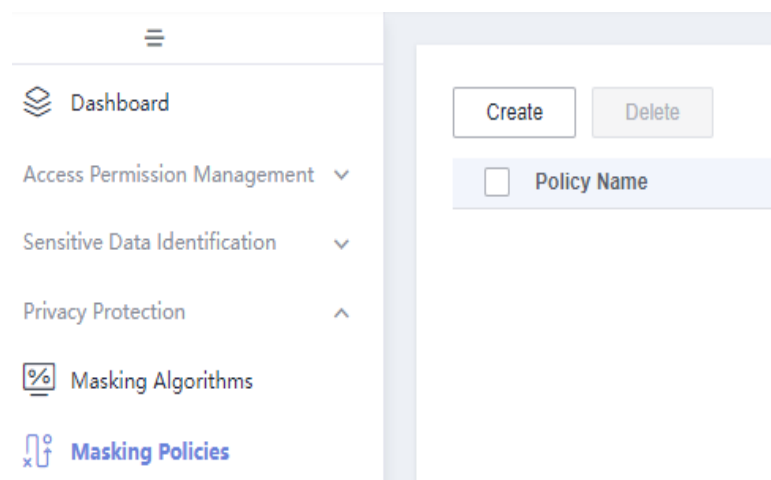 Dashboard
Access Permission Management
Sensitive Data Identification
Privacy Protection
Masking Algorithms
Masking Policies
Create
Delete
Policy Name